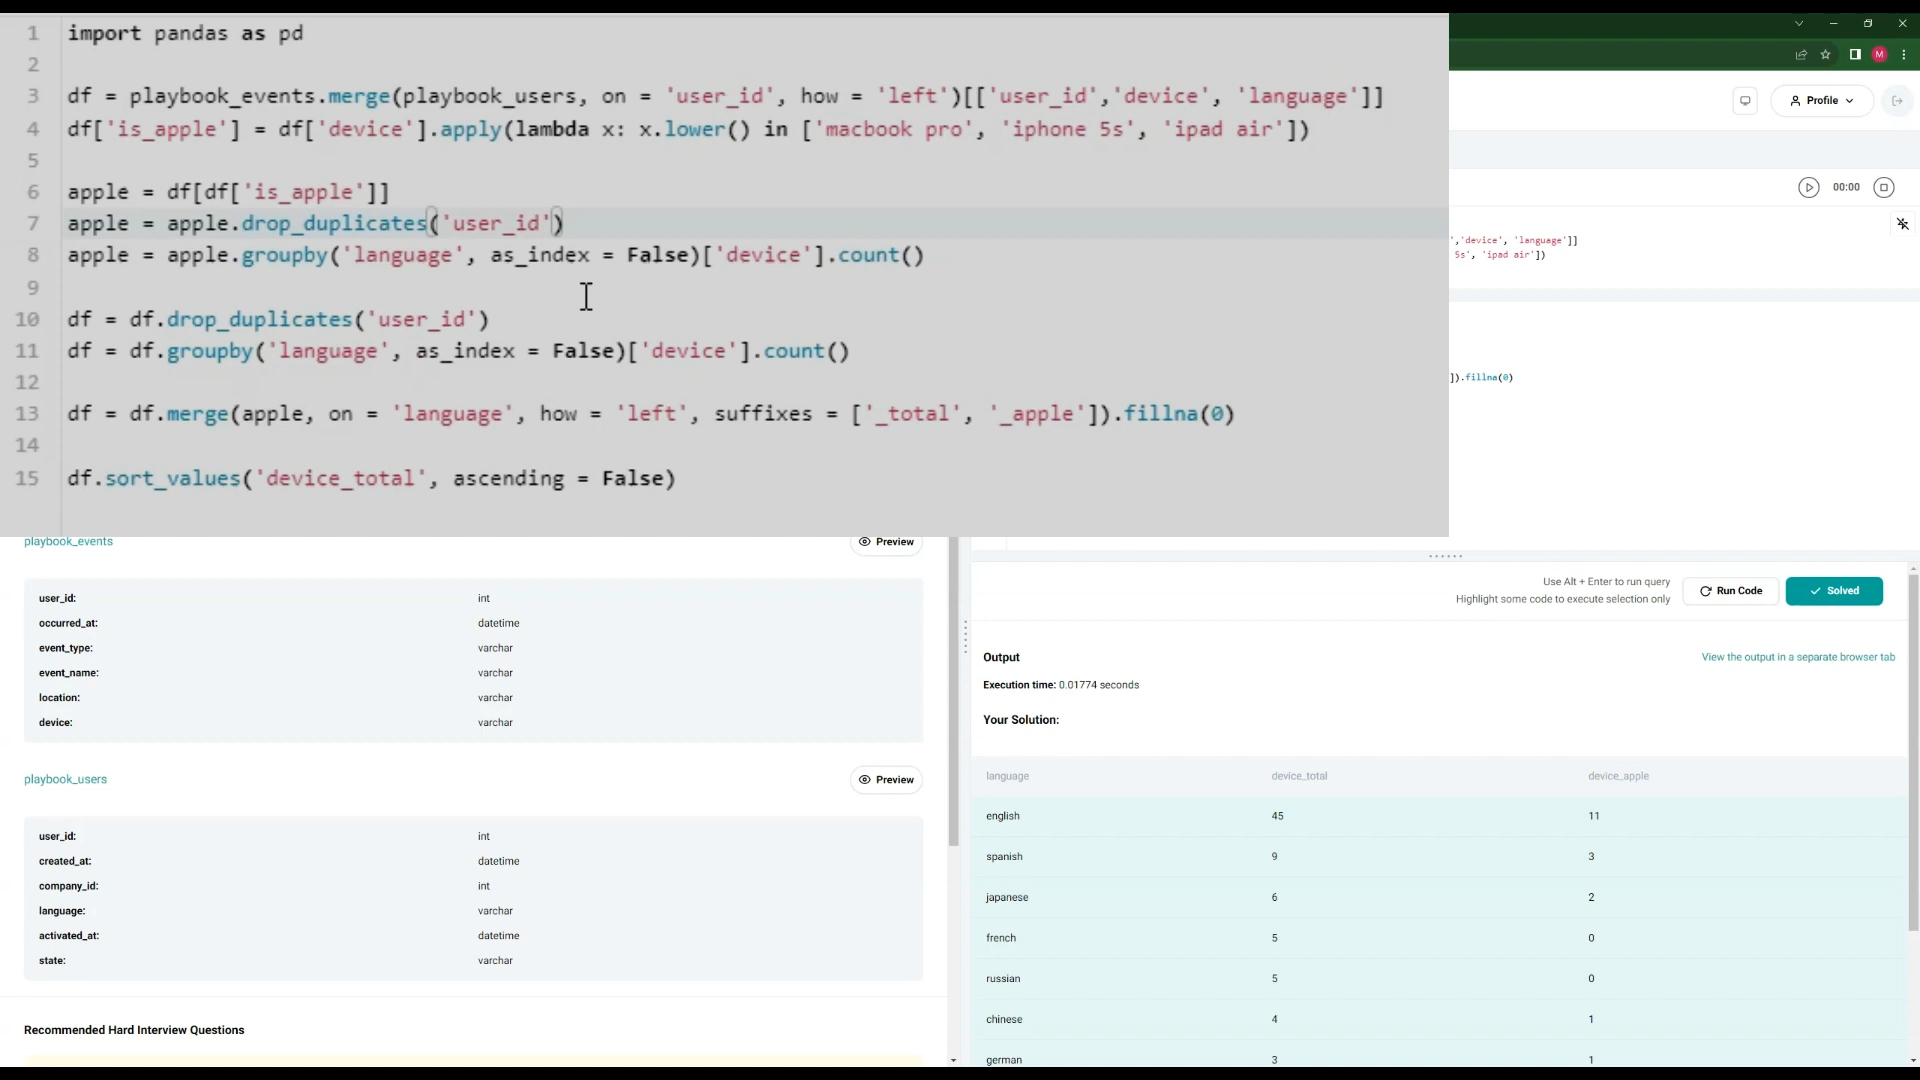 1 import pandas as pd
2
3 df = playbook_events.merge(playbook_users, on = 'user_id', how = 'left')[['user_id','device', 'language']]
4 df['is_apple'] = df['device'].apply(lambda x: x.lower() in ['macbook pro', 'iphone 5s', 'ipad air'])
5
6 apple = df[df['is_apple']]
7 apple = apple.drop_duplicates('user_id')
8 apple = apple.groupby('language', as_index = False)['device'].count()
9
10 df = df.drop_duplicates('user_id')
11 df = df.groupby('language', as_index = False)['device'].count()
12
13 df = df.merge(apple, on = 'language', how = 'left', suffixes = ['_total', '_apple']).fillna(0)
14
15 df.sort_values('device_total', ascending = False)
M
Profile
00:00
','device', 'language']]
5s', 'ipad air'])
]).fillna(0)
playbook_events
Preview
user_id: int
occurred_at: datetime
event_type: varchar
event_name: varchar
location: varchar
device: varchar
playbook_users
Preview
user_id: int
created_at: datetime
company_id: int
language: varchar
activated_at: datetime
state: varchar
Recommended Hard Interview Questions
Use Alt + Enter to run query
Highlight some code to execute selection only
Run Code
Solved
Output
View the output in a separate browser tab
Execution time: 0.01774 seconds
Your Solution:
language device_total device_apple
english 45 11
spanish 9 3
japanese 6 2
french 5 0
russian 5 0
chinese 4 1
german 3 1